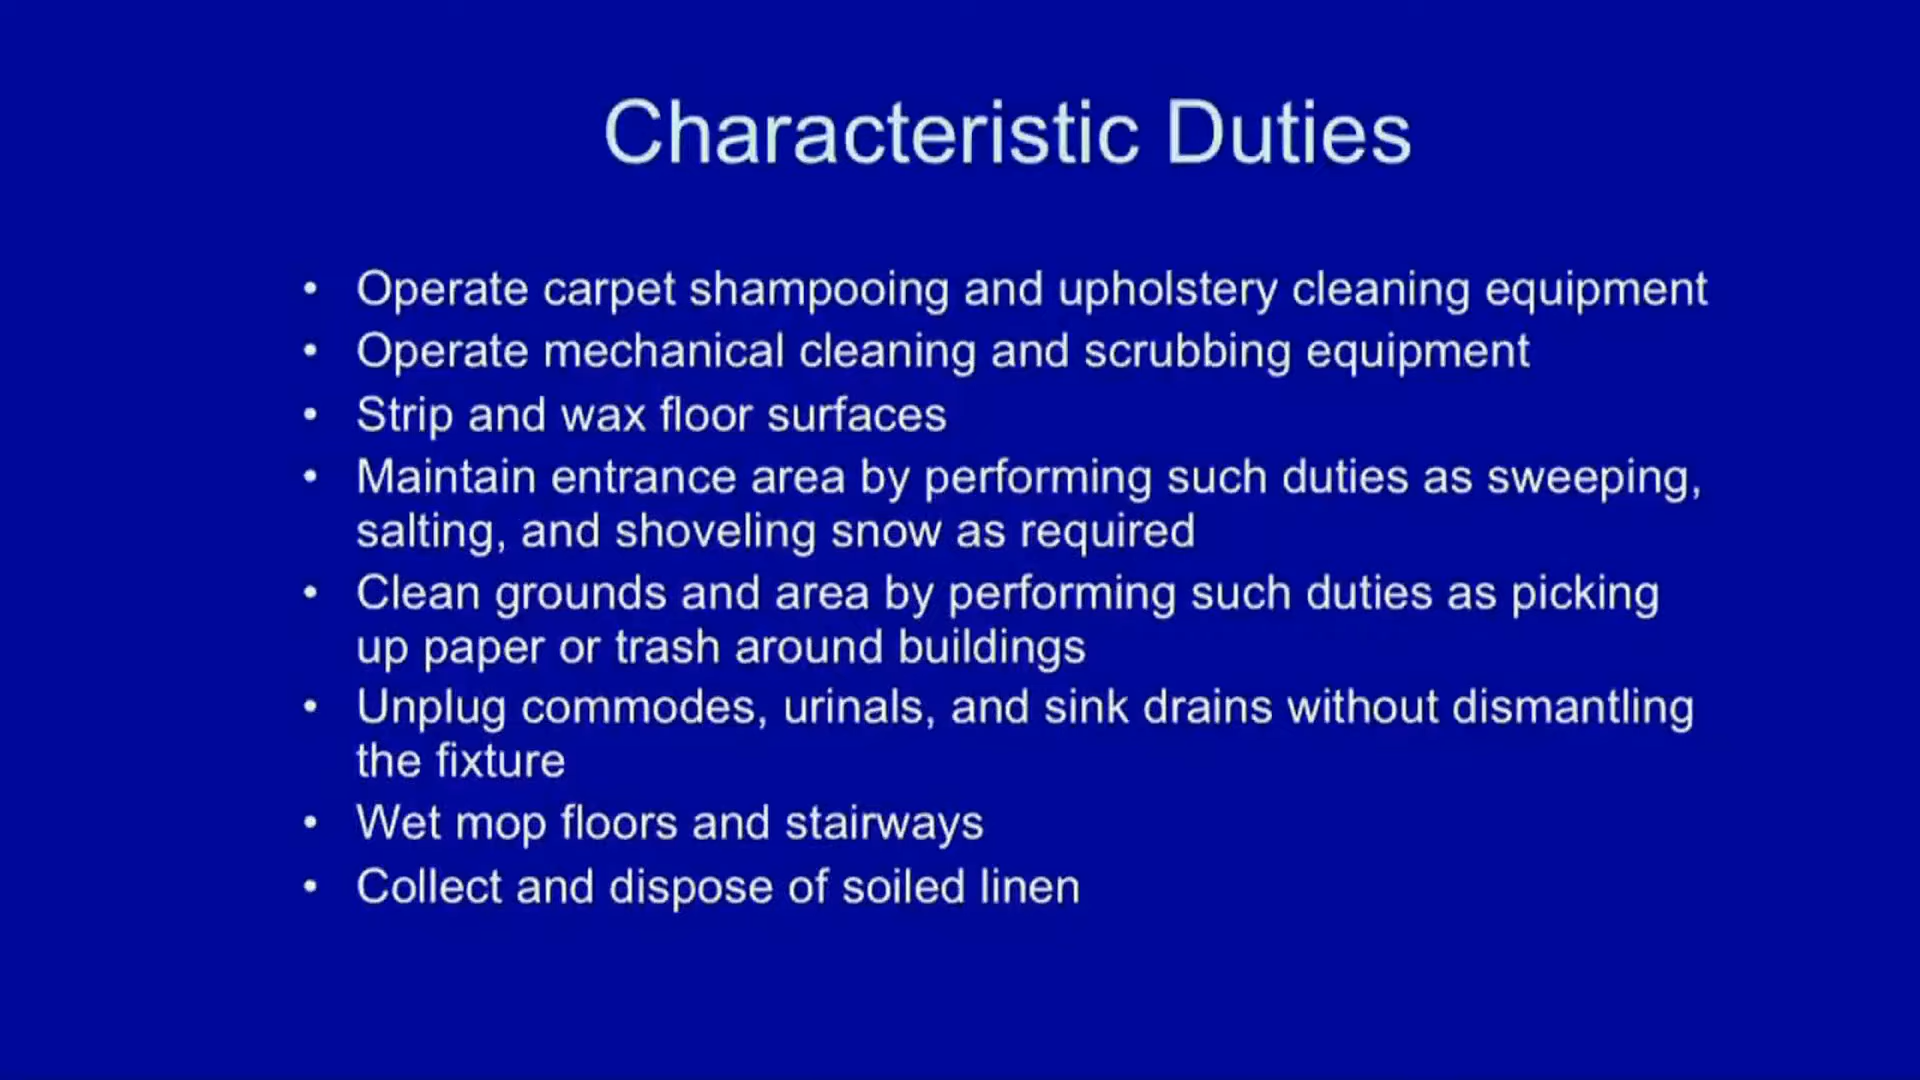 Characteristic Duties
• Operate carpet shampooing and upholstery cleaning equipment
• Operate mechanical cleaning and scrubbing equipment
• Strip and wax floor surfaces
• Maintain entrance area by performing such duties as sweeping,
salting, and shoveling snow as required
• Clean grounds and area by performing such duties as picking
up paper or trash around buildings
• Unplug commodes, urinals, and sink drains without dismantling
the fixture
• Wet mop floors and stairways
• Collect and dispose of soiled linen